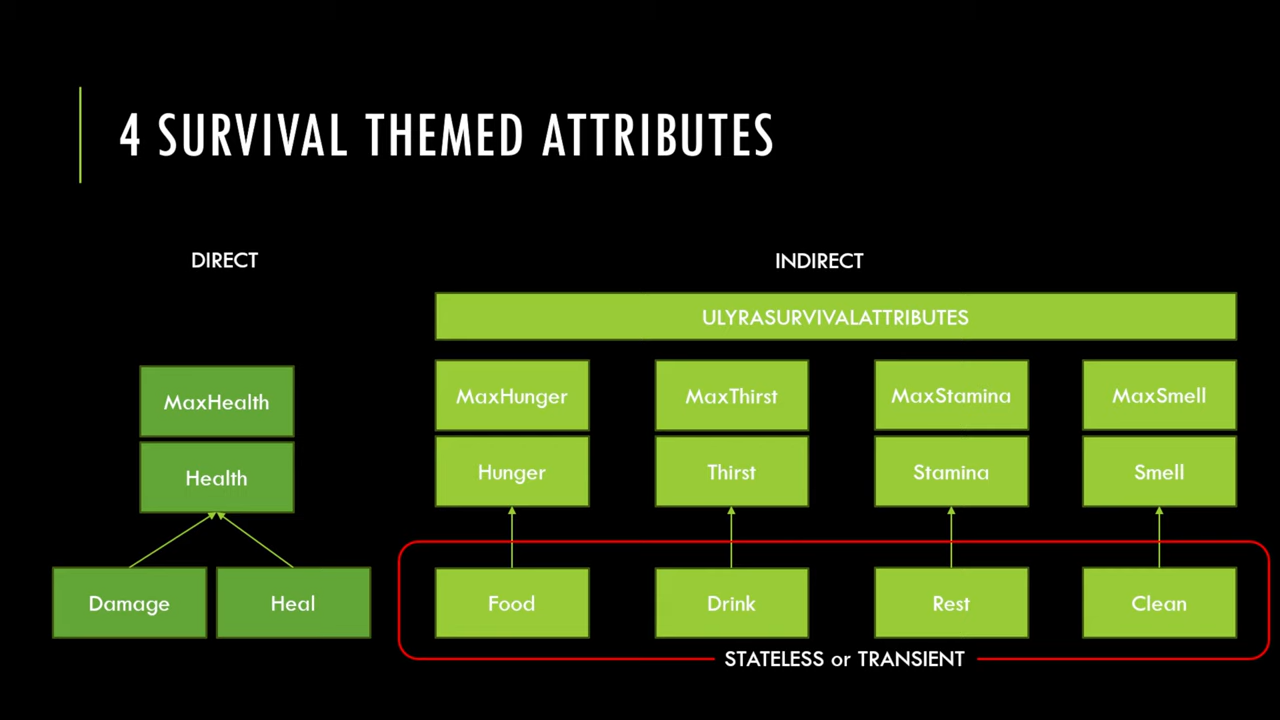 4 SURVIVAL THEMED ATTRIBUTES
DIRECT
INDIRECT
ULYRASURVIVALATTRIBUTES
MaxHealth
MaxHunger
MaxThirst
MaxStamina
MaxSmell
Health
Hunger
Thirst
Stamina
Smell
Damage
Heal
Food
Drink
Rest
Clean
STATELESS or TRANSIENT